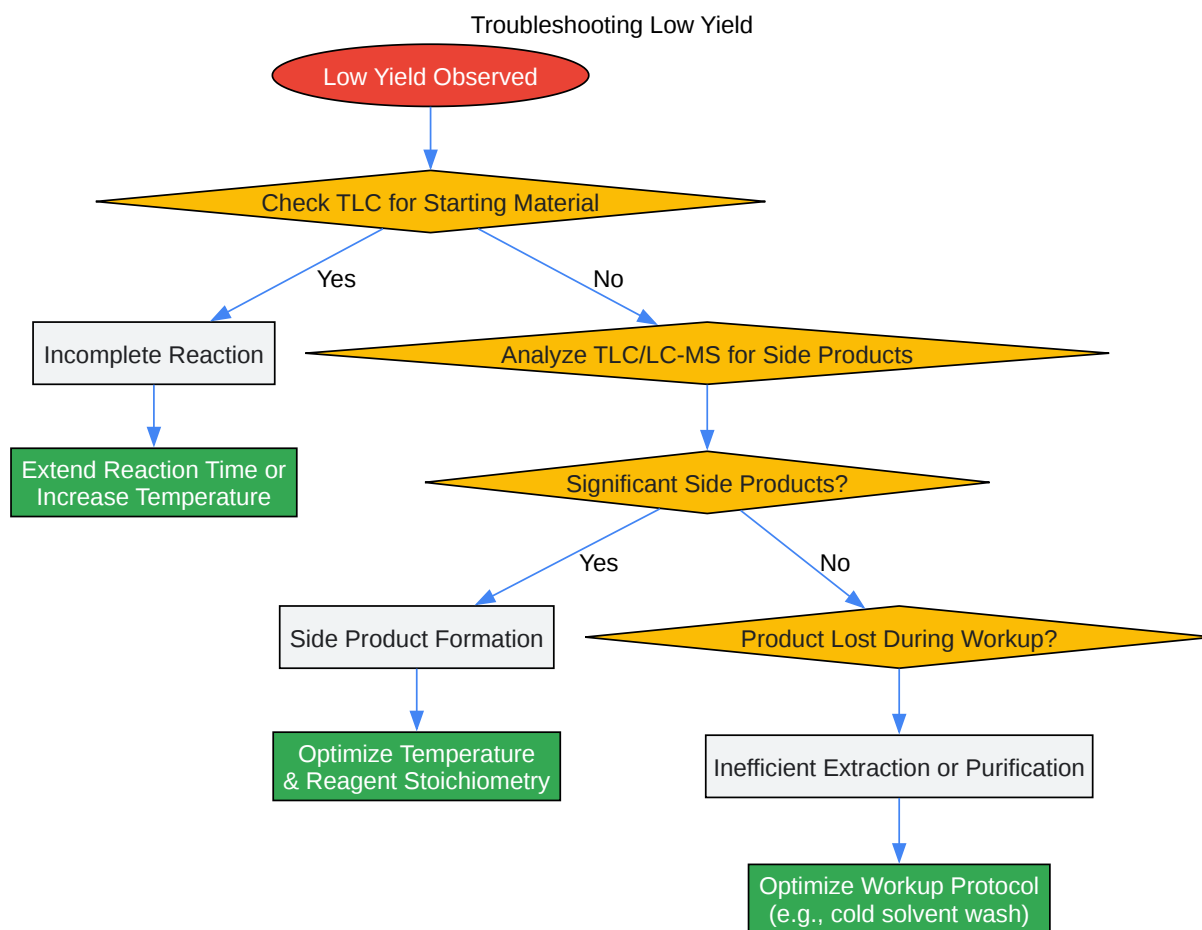 Troubleshooting Low Yield
Low Yield Observed
Check TLC for Starting Material
Yes
No
Incomplete Reaction
Analyze TLC/LC-MS for Side Products
Extend Reaction Time or
Increase Temperature
Significant Side Products?
Yes
No
Side Product Formation
Product Lost During Workup?
Optimize Temperature
& Reagent Stoichiometry
Inefficient Extraction or Purification
Optimize Workup Protocol
(e.g., cold solvent wash)